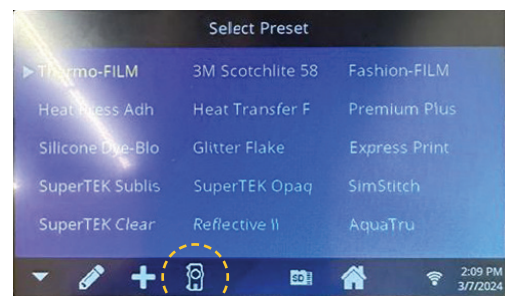 Select Preset
Thermo-FILM 3M Scotchlite 58 Fashion-FILM
Heat Press Adh Heat Transfer F Premium Plus
Silicone Dye-Blo Glitter Flake Express Print
SuperTEK Sublis SuperTEK Opaq SimStitch
SuperTEK Clear Reflective II AquaTru
SD 2:09 PM
3/7/2024